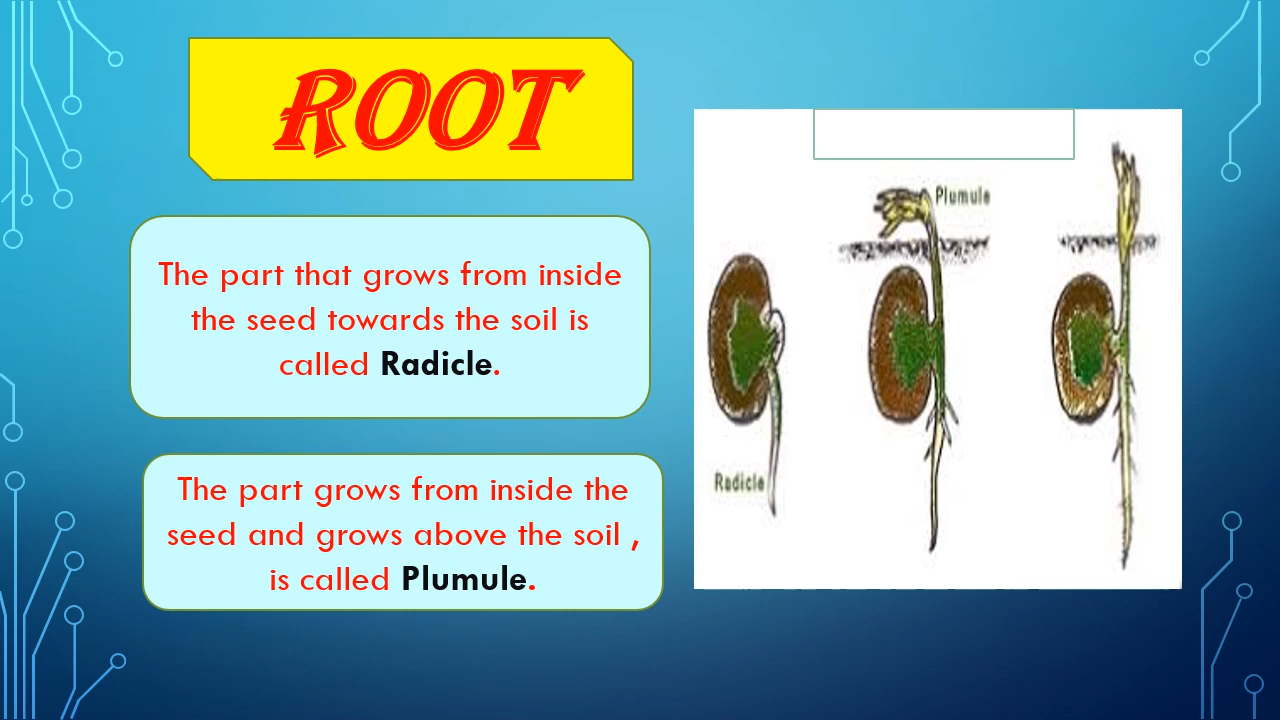 ROOT
The part that grows from inside
the seed towards the soil is
called Radicle.
The part grows from inside the
seed and grows above the soil ,
is called Plumule.
Plumule
Radicle